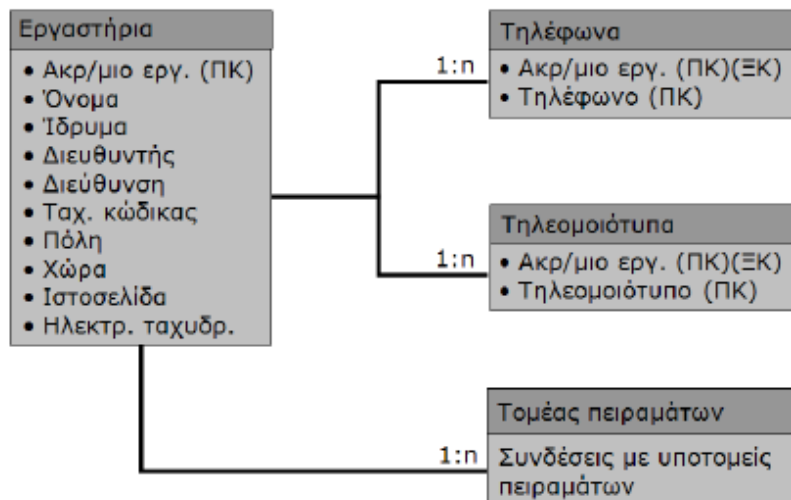 Εργαστήρια
• Ακρ/μιο εργ. (ΠΚ)
• Όνομα
• Ίδρυμα
• Διευθυντής
• Διεύθυνση
• Ταχ. κώδικας
• Πόλη
• Χώρα
• Ιστοσελίδα
• Ηλεκτρ. ταχυδρ.
1:n
Τηλέφωνα
• Ακρ/μιο εργ. (ΠΚ)(ΞΚ)
• Τηλέφωνο (ΠΚ)
1:n
Τηλεομοιότυπα
• Ακρ/μιο εργ. (ΠΚ)(ΞΚ)
• Τηλεομοιότυπο (ΠΚ)
1:n
Τομέας πειραμάτων
Συνδέσεις με υποτομείς
πειραμάτων